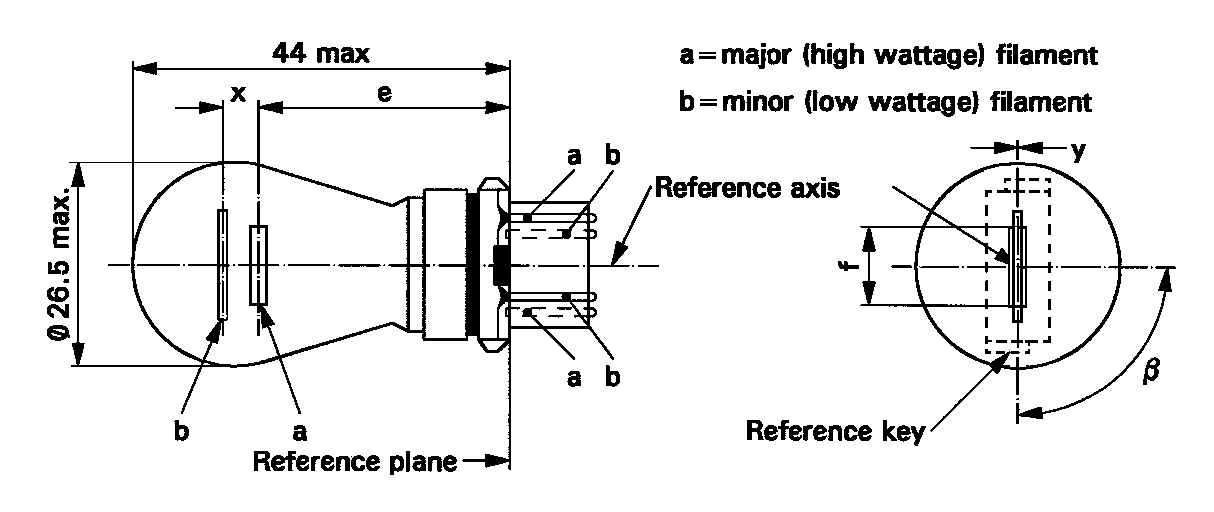 44 max
a=major (high wattage) filament
x
e
b=minor (low wattage) filament
a b
y
Reference axis
Ø 26.5 max.
f
β
a b
b
a
Reference key
Reference plane